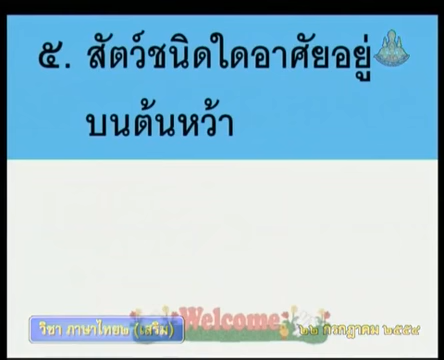 ๕. สัตว์ชนิดใดอาศัยอยู่
บนต้นหว้า
Welcome
วิชา ภาษาไทย๒ (เสริม)
๒๒ กรกฎาคม ๒๕๕๔